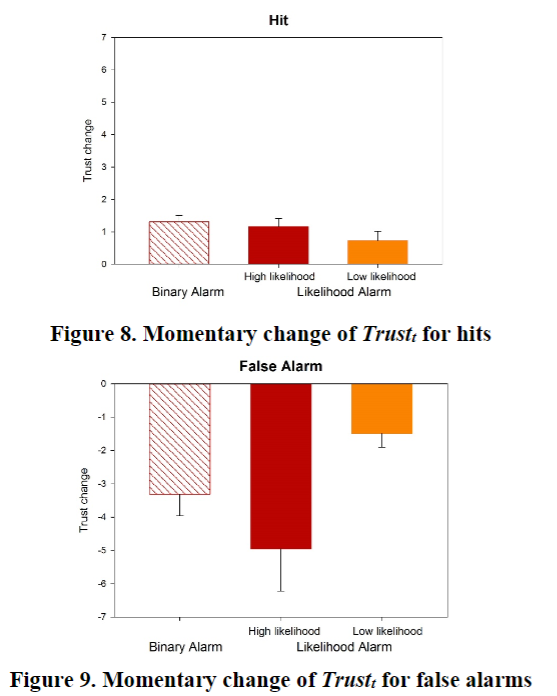 Hit
7
6
5
4
3
2
1
0
Trust change
High likelihood Low likelihood
Binary Alarm Likelihood Alarm
Figure 8. Momentary change of Trustt for hits
False Alarm
0
-1
-2
-3
-4
-5
-6
-7
Trust change
High likelihood Low likelihood
Binary Alarm Likelihood Alarm
Figure 9. Momentary change of Trustt for false alarms